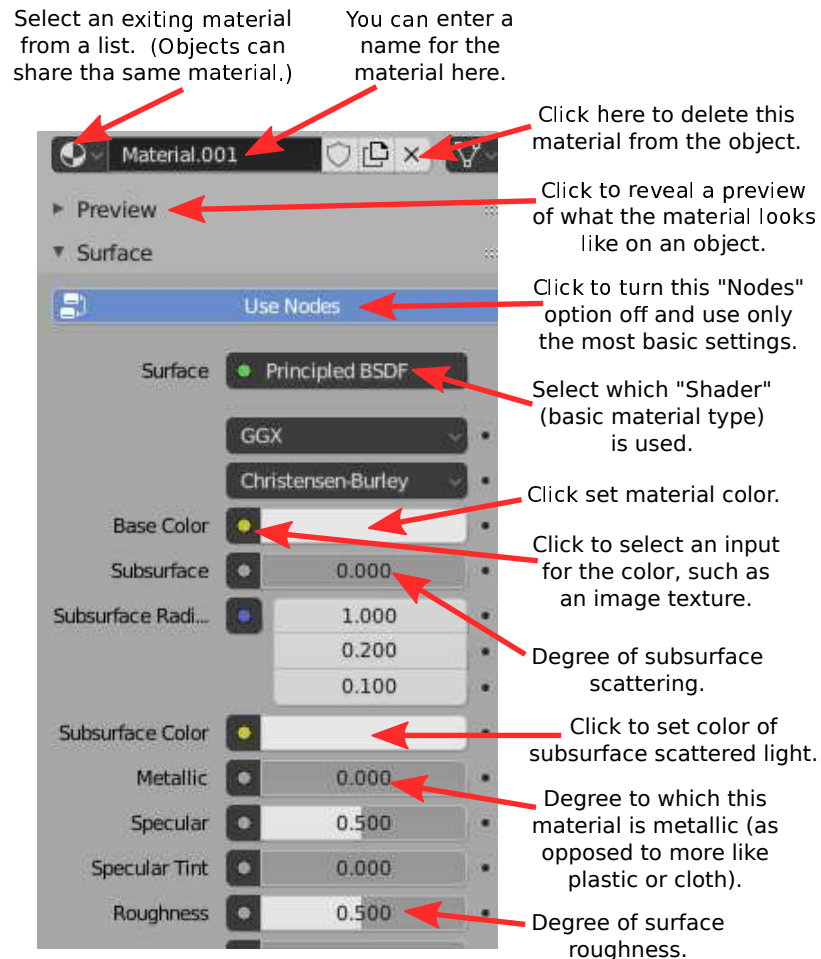 Select an exiting material
from a list.  (Objects can
share tha same material.)
You can enter a
name for the
material here.
Click here to delete this
material from the object.
Material.001
Click to reveal a preview
of what the material looks
like on an object.
Preview
Surface
Click to turn this "Nodes"
option off and use only
the most basic settings.
Use Nodes
Surface
Principled BSDF
Select which "Shader"
(basic material type)
is used.
GGX
Christensen-Burley
Click set material color.
Base Color
Click to select an input
for the color, such as
an image texture.
Subsurface
0.000
Subsurface Radi...
1.000
0.200
0.100
Degree of subsurface
scattering.
Subsurface Color
Click to set color of
subsurface scattered light.
Metallic
0.000
Degree to which this
material is metallic (as
opposed to more like
plastic or cloth).
Specular
0.500
Specular Tint
0.000
Roughness
0.500
Degree of surface
roughness.